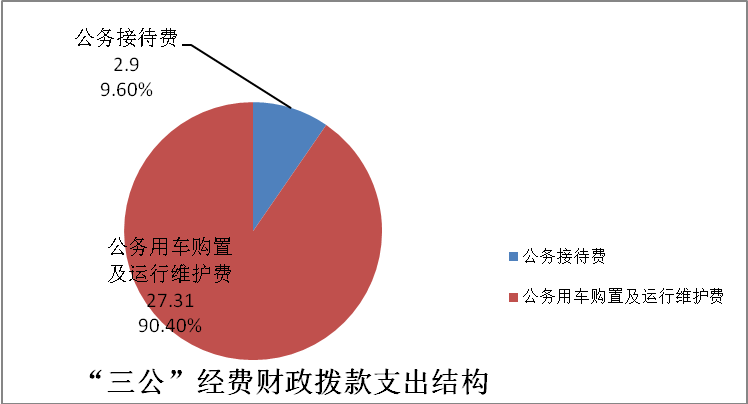 公务接待费
2.9
9.60%
公务用车购置
及运行维护费
27.31
90.40%
公务接待费
公务用车购置及运行维护费
“三公”经费财政拨款支出结构